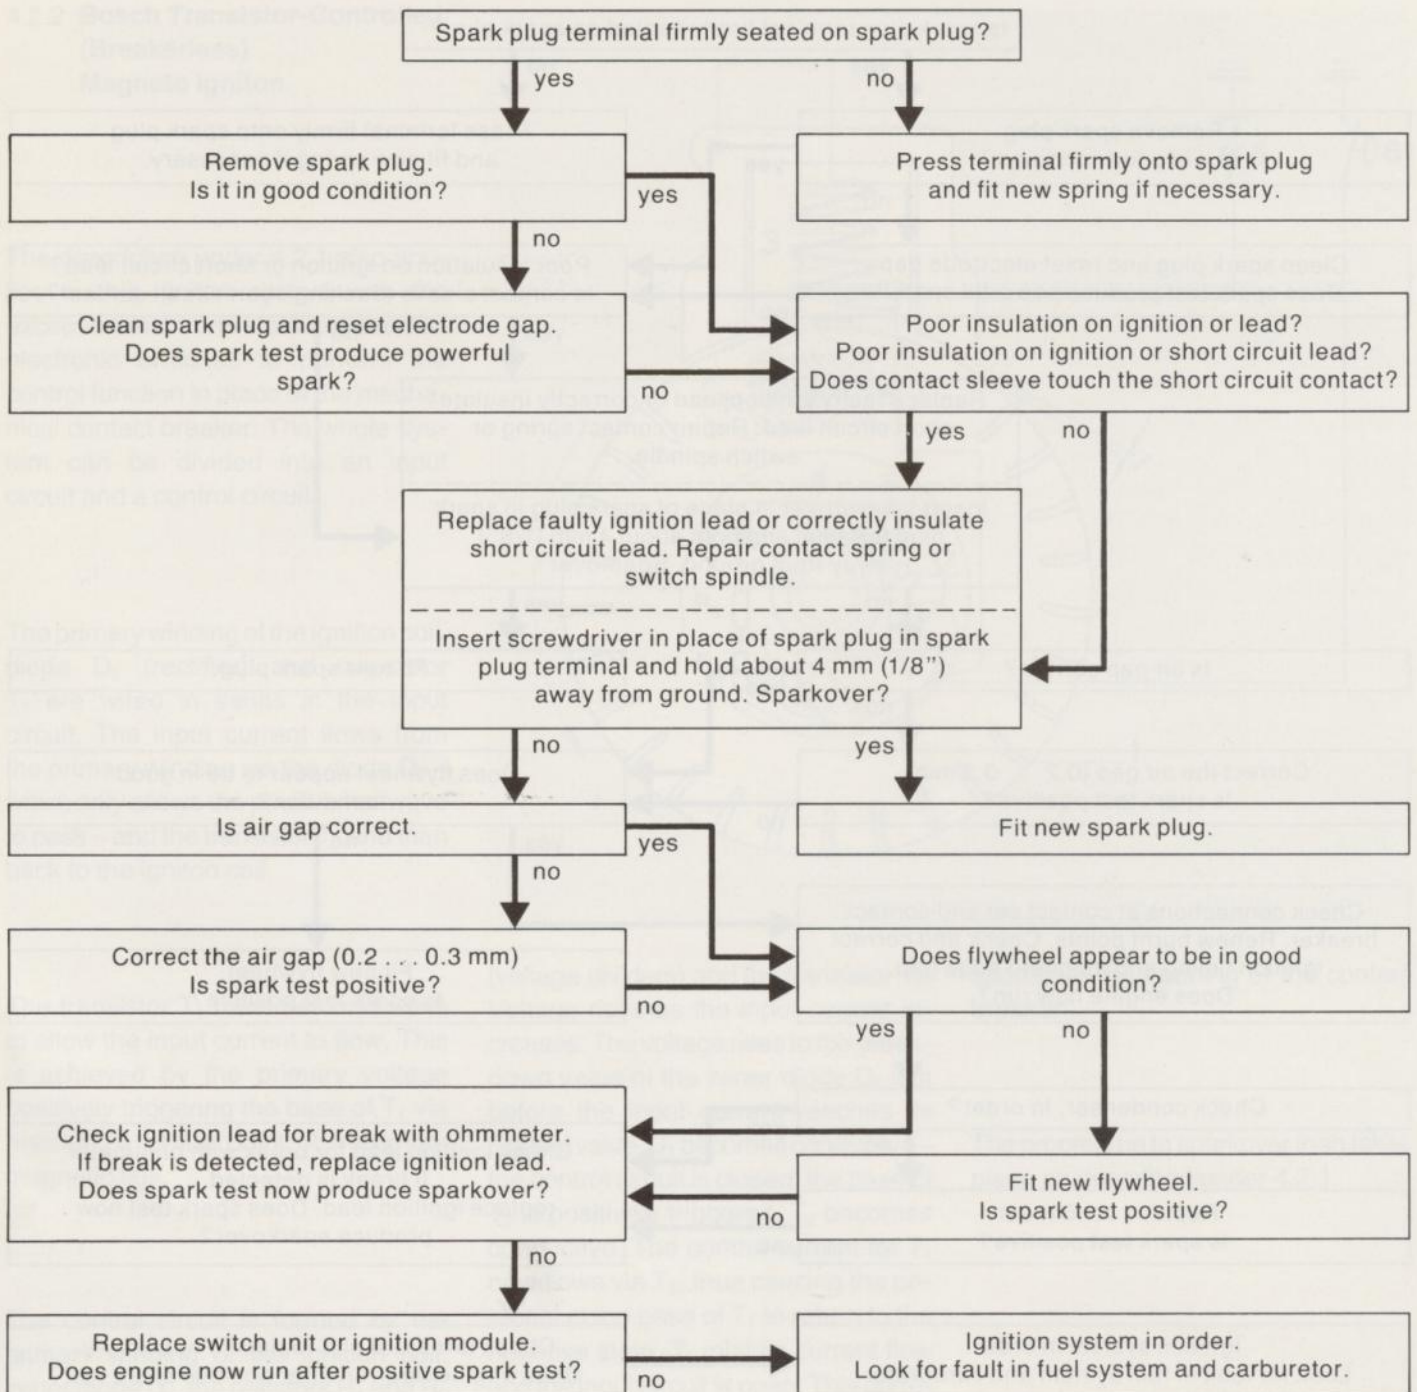 Spark plug terminal firmly seated on spark plug?
yes
no
Remove spark plug.
Is it in good condition?
yes
Press terminal firmly onto spark plug
and fit new spring if necessary.
no
Clean spark plug and reset electrode gap.
Does spark test produce powerful
spark?
no
Poor insulation on ignition or lead?
Poor insulation on ignition or short circuit lead?
Does contact sleeve touch the short circuit contact?
yes
no
Replace faulty ignition lead or correctly insulate
short circuit lead. Repair contact spring or
switch spindle.
Insert screwdriver in place of spark plug in spark
plug terminal and hold about 4 mm (1/8")
away from ground. Sparkover?
no
yes
Is air gap correct.
yes
Fit new spark plug.
no
Correct the air gap (0.2 . . . 0.3 mm)
Is spark test positive?
no
Does flywheel appear to be in good
condition?
yes
no
Check ignition lead for break with ohmmeter.
If break is detected, replace ignition lead.
Does spark test now produce sparkover?
no
Fit new flywheel.
Is spark test positive?
no
Replace switch unit or ignition module.
Does engine now run after positive spark test?
no
Ignition system in order.
Look for fault in fuel system and carburetor.